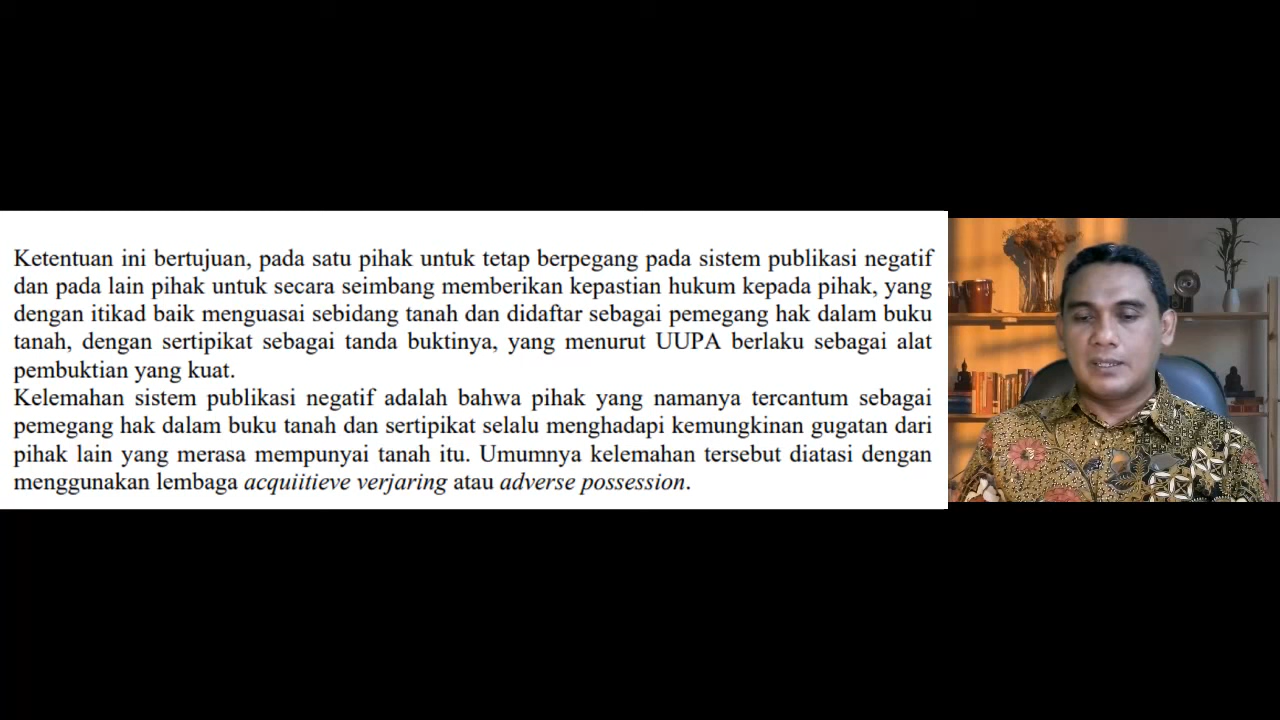 Ketentuan ini bertujuan, pada satu pihak untuk tetap berpegang pada sistem publikasi negatif
dan pada lain pihak untuk secara seimbang memberikan kepastian hukum kepada pihak, yang
dengan itikad baik menguasai sebidang tanah dan didaftar sebagai pemegang hak dalam buku
tanah, dengan sertipikat sebagai tanda buktinya, yang menurut UUPA berlaku sebagai alat
pembuktian yang kuat.
Kelemahan sistem publikasi negatif adalah bahwa pihak yang namanya tercantum sebagai
pemegang hak dalam buku tanah dan sertipikat selalu menghadapi kemungkinan gugatan dari
pihak lain yang merasa mempunyai tanah itu. Umumnya kelemahan tersebut diatasi dengan
menggunakan lembaga acquiitieve verjaring atau adverse possession.